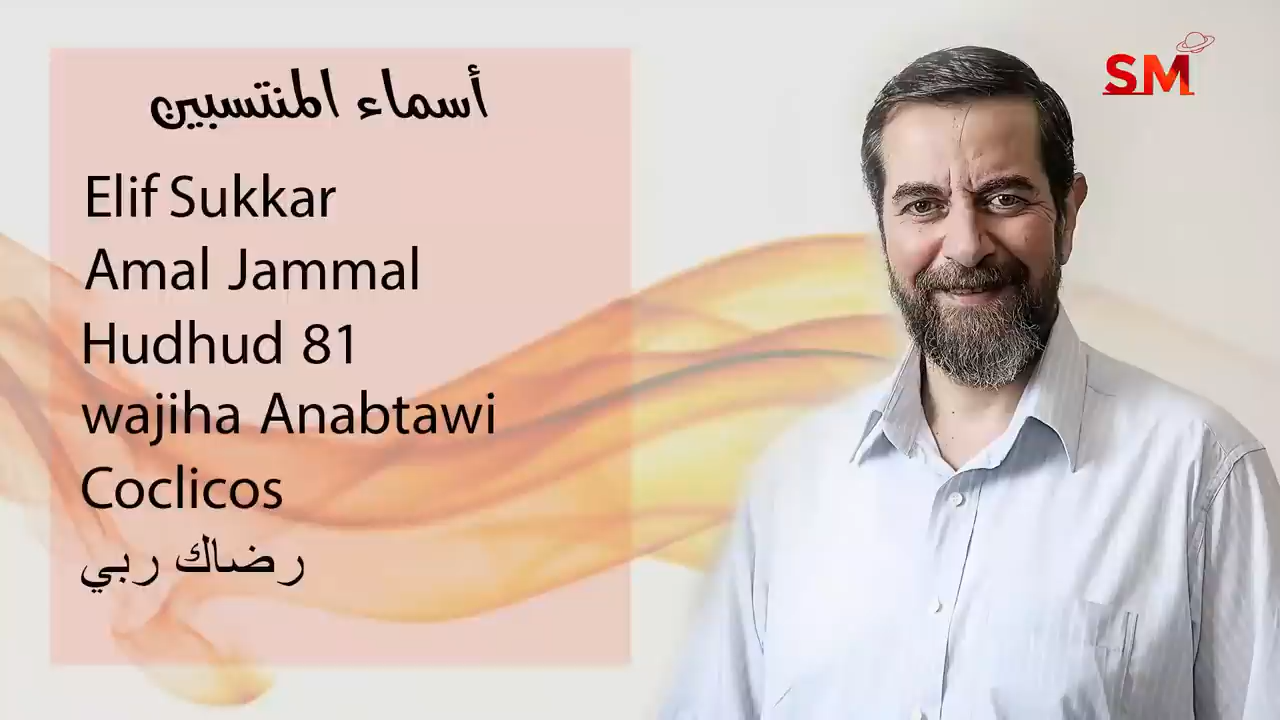 أسماء المنتسبين
Elif Sukkar
Amal Jammal
Hudhud 81
wajiha Anabtawi
Coclicos
رضاك ربي
SM